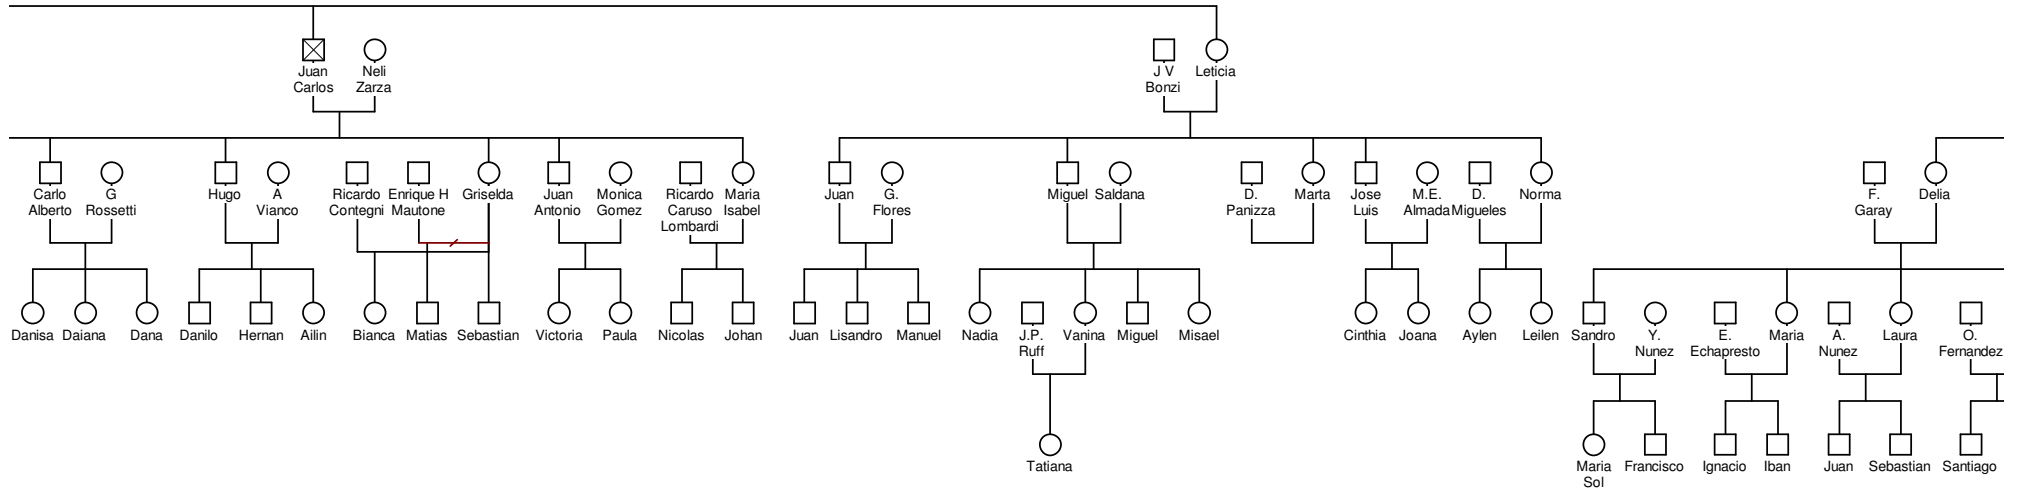 Juan
Carlos
Neli
Zarza
J V
Bonzi
Leticia
Carlo
Alberto
G
Rossetti
Hugo
A
Vianco
Ricardo
Contegni
Enrique H
Mautone
Griselda
Juan
Antonio
Monica
Gomez
Ricardo
Caruso
Lombardi
Maria
Isabel
Juan
G.
Flores
Miguel
Saldana
D.
Panizza
Marta
Jose
Luis
M.E.
Almada
D.
Migueles
Norma
F.
Garay
Delia
Danisa
Daiana
Dana
Danilo
Hernan
Ailin
Bianca
Matias
Sebastian
Victoria
Paula
Nicolas
Johan
Juan
Lisandro
Manuel
Nadia
J.P.
Ruff
Vanina
Miguel
Misael
Cinthia
Joana
Aylen
Leilen
Sandro
Y.
Nunez
E.
Echapresto
Maria
A.
Nunez
Laura
O.
Fernandez
Tatiana
Maria
Sol
Francisco
Ignacio
Iban
Juan
Sebastian
Santiago